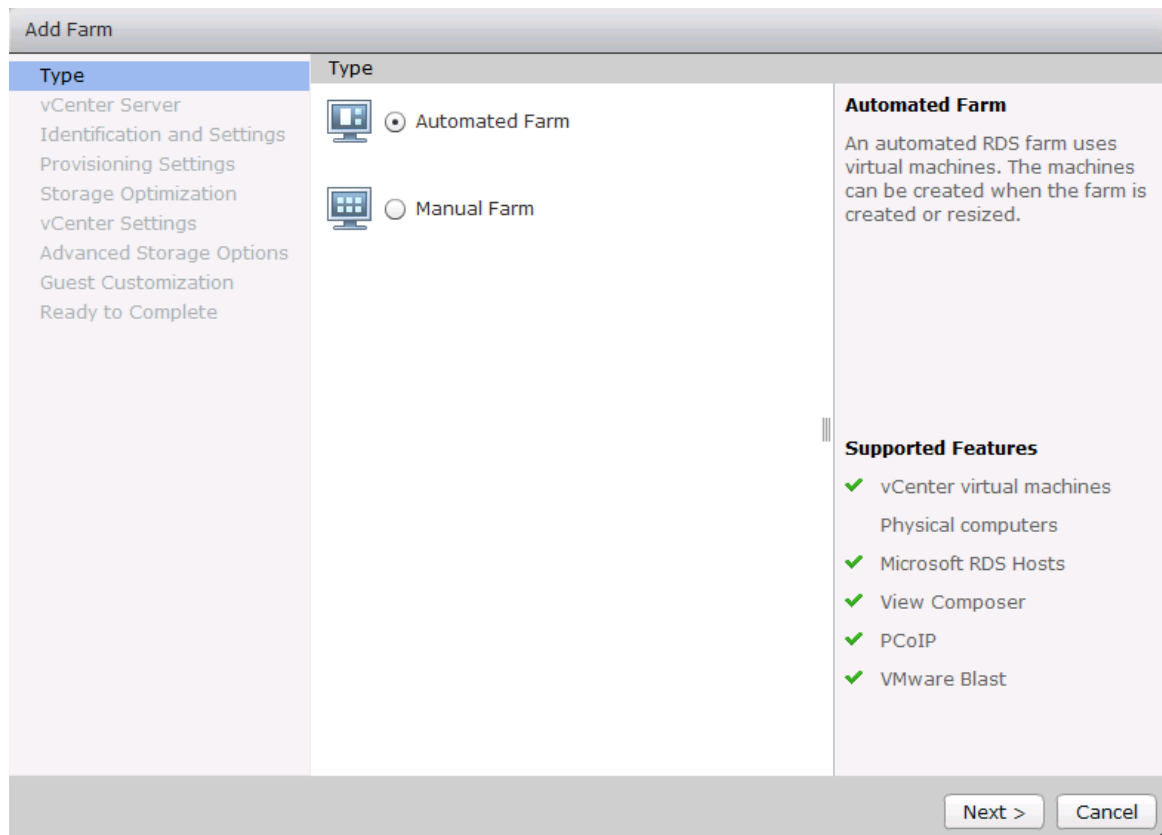 Add Farm
Type
vCenter Server
Identification and Settings
Provisioning Settings
Storage Optimization
vCenter Settings
Advanced Storage Options
Guest Customization
Ready to Complete
Type
Automated Farm
Manual Farm
Automated Farm
An automated RDS farm uses
virtual machines. The machines
can be created when the farm is
created or resized.
Supported Features
vCenter virtual machines
Physical computers
Microsoft RDS Hosts
View Composer
PCoIP
VMware Blast
Next >
Cancel